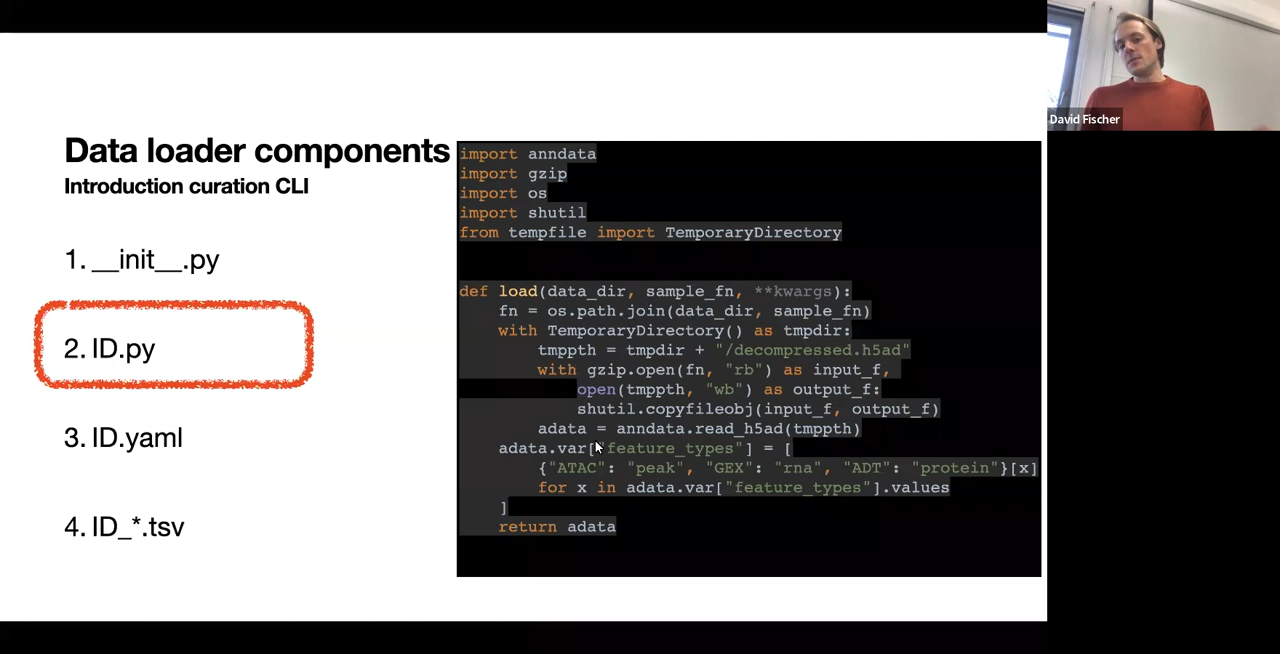 Data loader components
Introduction curation CLI
1. __init__.py
2. ID.py
3. ID.yaml
4. ID_*.tsv
import anndata
import gzip
import os
import shutil
from tempfile import TemporaryDirectory
def load(data_dir, sample_fn, **kwargs):
    fn = os.path.join(data_dir, sample_fn)
    with TemporaryDirectory() as tmpdir:
        tmppth = tmpdir + "/decompressed.h5ad"
        with gzip.open(fn, "rb") as input_f,
            open(tmppth, "wb") as output_f:
            shutil.copyfileobj(input_f, output_f)
        adata = anndata.read_h5ad(tmppth)
    adata.var["feature_types"] = [
        {"ATAC": "peak", "GEX": "rna", "ADT": "protein"}[x]
        for x in adata.var["feature_types"].values
    ]
    return adata
David Fischer